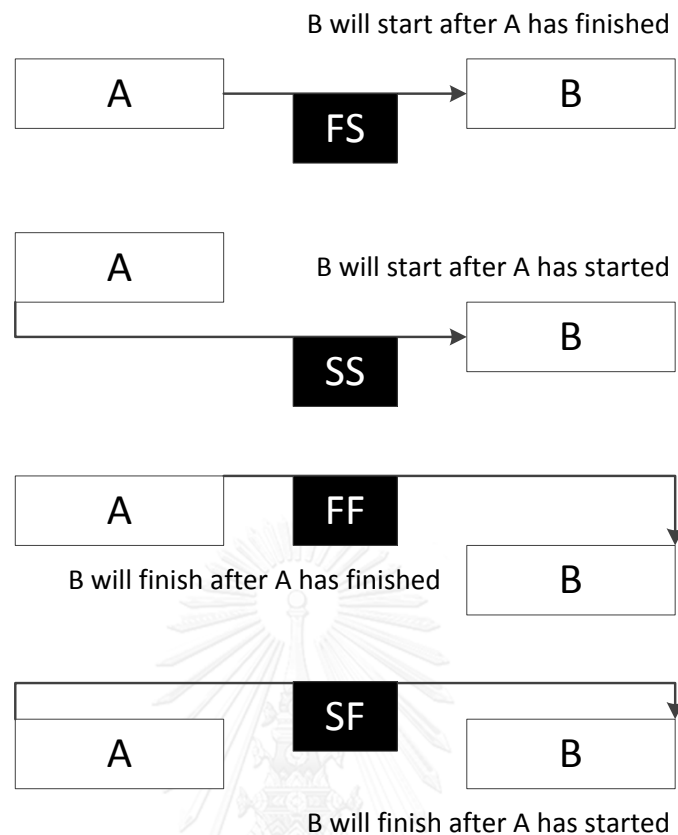 B will start after A has finished
A
B
FS
A
B will start after A has started
B
SS
A
FF
B will finish after A has finished
B
SF
A
B
B will finish after A has started